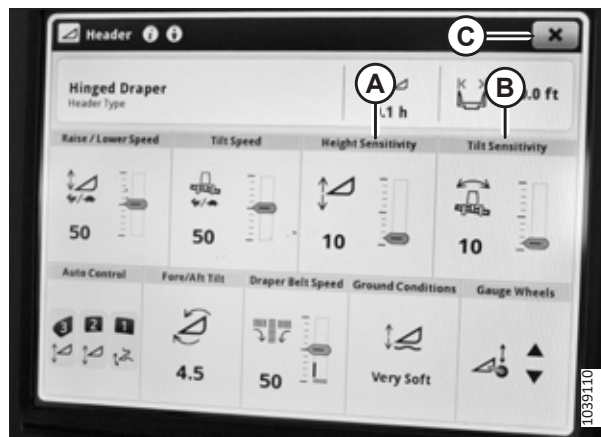 Header i
C
×
Hinged Draper
Header Type
A
.1 h
B
.0 ft
Raise / Lower Speed
Tilt Speed
Height Sensitivity
Tilt Sensitivity
50
50
10
10
Auto Control
Fore/Aft Tilt
Draper Belt Speed
Ground Conditions
Gauge Wheels
3 2 1
4.5
50
Very Soft
1039110